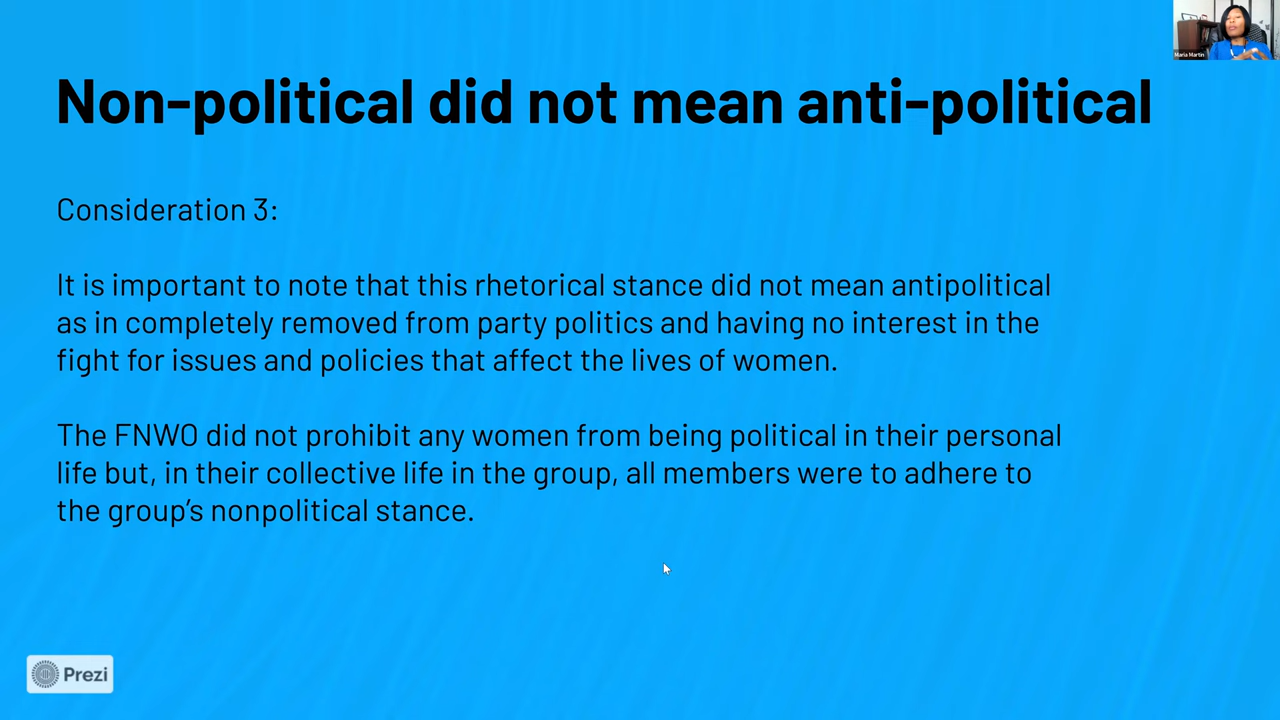 Maria Martin
Non-political did not mean anti-political
Consideration 3:
It is important to note that this rhetorical stance did not mean antipolitical
as in completely removed from party politics and having no interest in the
fight for issues and policies that affect the lives of women.
The FNWO did not prohibit any women from being political in their personal
life but, in their collective life in the group, all members were to adhere to
the group’s nonpolitical stance.
Prezi